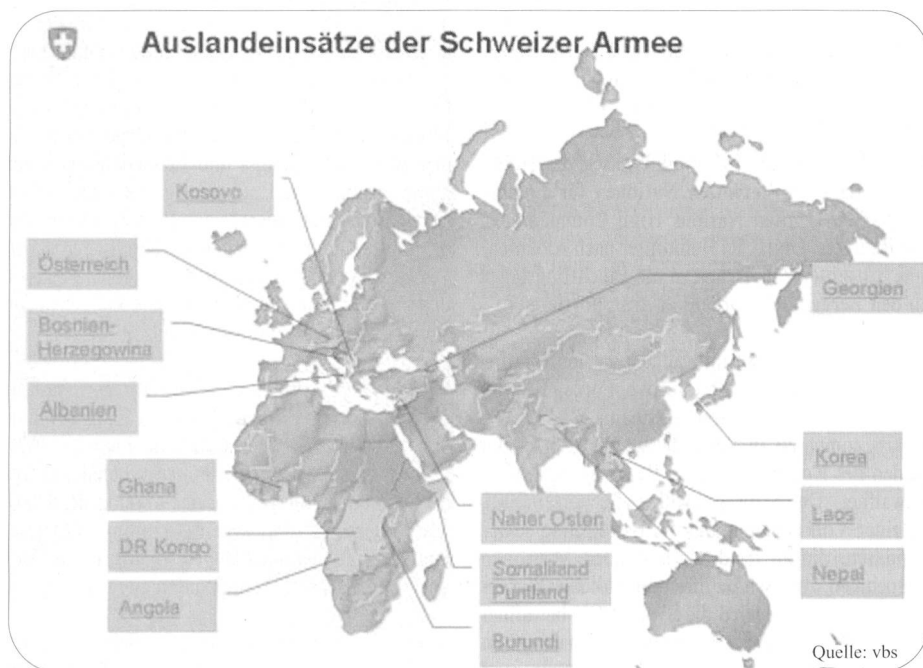 Auslandeinsätze der Schweizer Armee
Kosovo
Österreich
Georgien
Bosnien-
Herzegowina
Albanien
Korea
Ghana
Naher Osten
Laos
DR Kongo
Somaliland
Puntland
Nepal
Angola
Burundi
Quelle: vbs